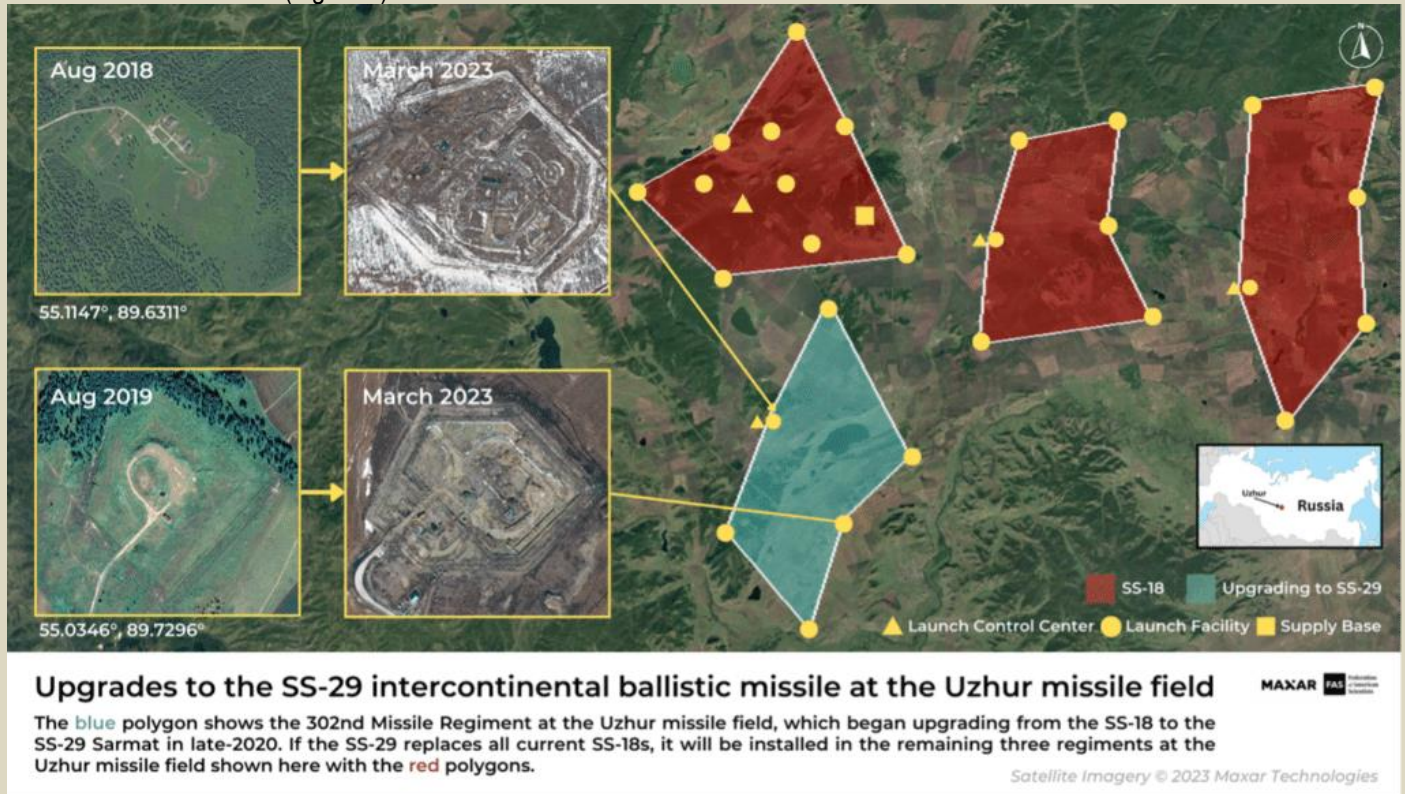 Aug 2018
March 2023
55.1147°, 89.6311°
Aug 2019
March 2023
55.0346°, 89.7296°
N
Uzhur
Russia
SS-18
Upgrading to SS-29
Launch Control Center
Launch Facility
Supply Base
Upgrades to the SS-29 intercontinental ballistic missile at the Uzhur missile field
MAXAR
FAS
Federation
of American
Scientists
The blue polygon shows the 302nd Missile Regiment at the Uzhur missile field, which began upgrading from the SS-18 to the
SS-29 Sarmat in late-2020. If the SS-29 replaces all current SS-18s, it will be installed in the remaining three regiments at the
Uzhur missile field shown here with the red polygons.
Satellite Imagery © 2023 Maxar Technologies